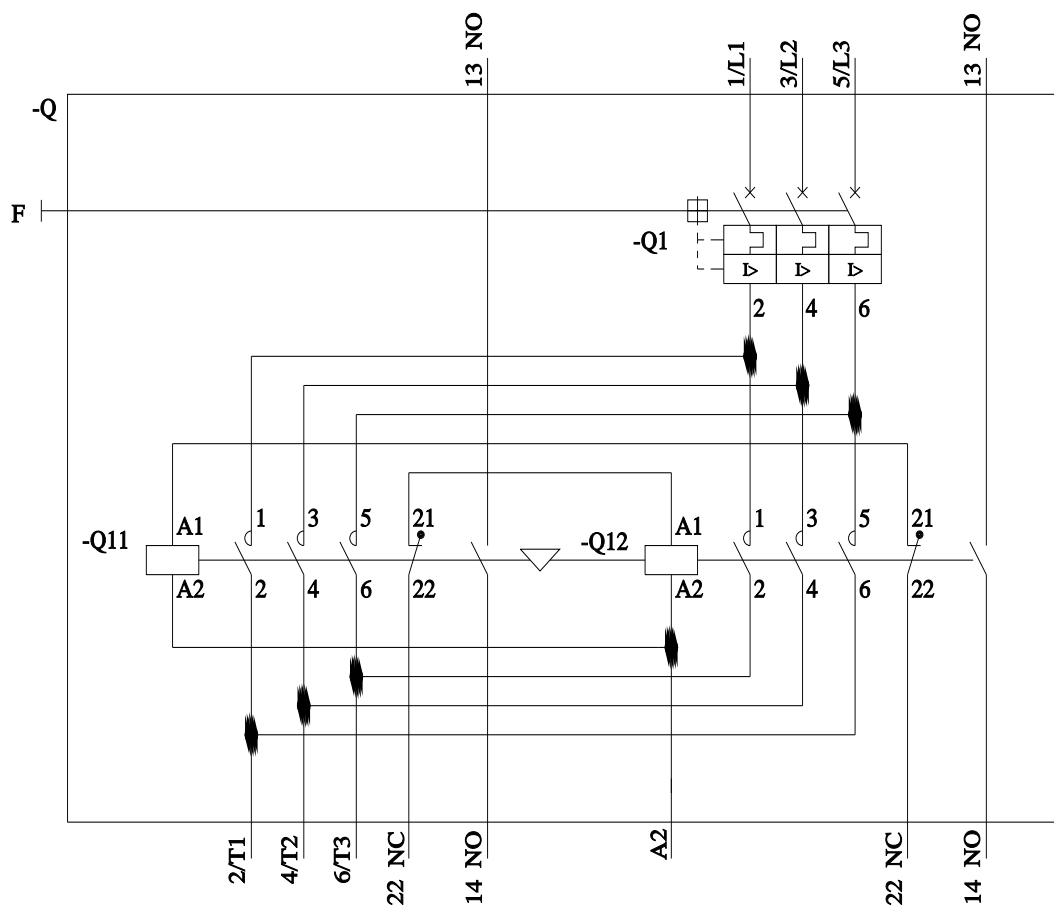 13 NO
1/L1
3/L2
5/L3
13 NO
-Q
F
-Q1
I> I> I>
2 4 6
1 3 5 21 1 3 5 21
-Q11 A1 -Q12 A1
A2 2 4 6 22 A2 2 4 6 22
2/T1
4/T2
6/T3
22 NC
14 NO
A2
22 NC
14 NO